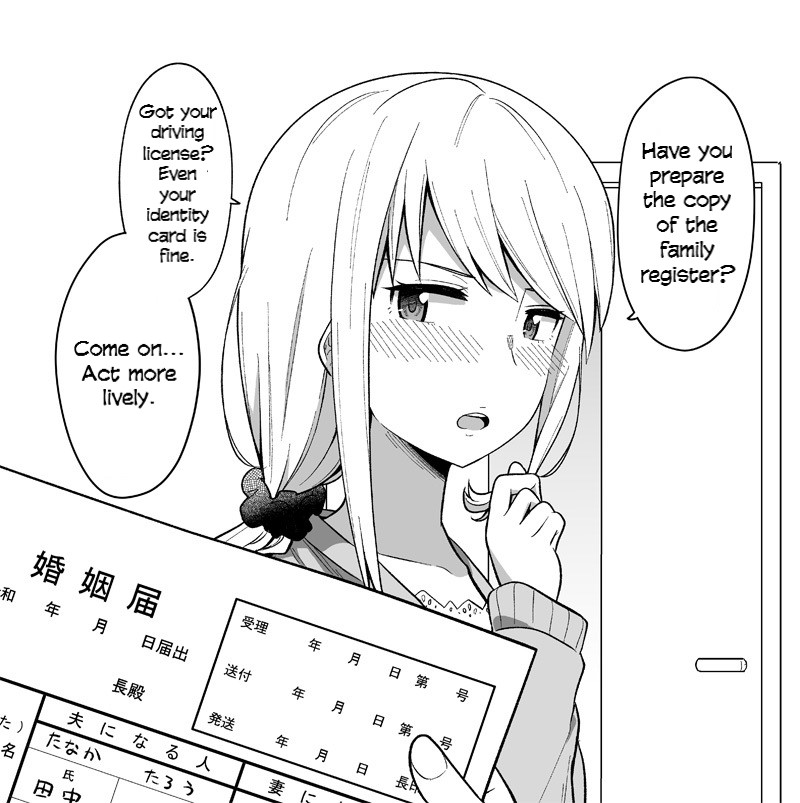 Have you
prepare
the copy
of the
family
register?
Got your
driving
license?
Even
your
identity
card is
fine.
Come on...
Act more
lively.
婚姻届
和 年 月 日届出
長殿
受理 年 月 日 第 号
送付 年 月 日 第 号
発送 年 月 日 長印
た)
名
夫になる人
妻に
たなか たろう
氏
田中